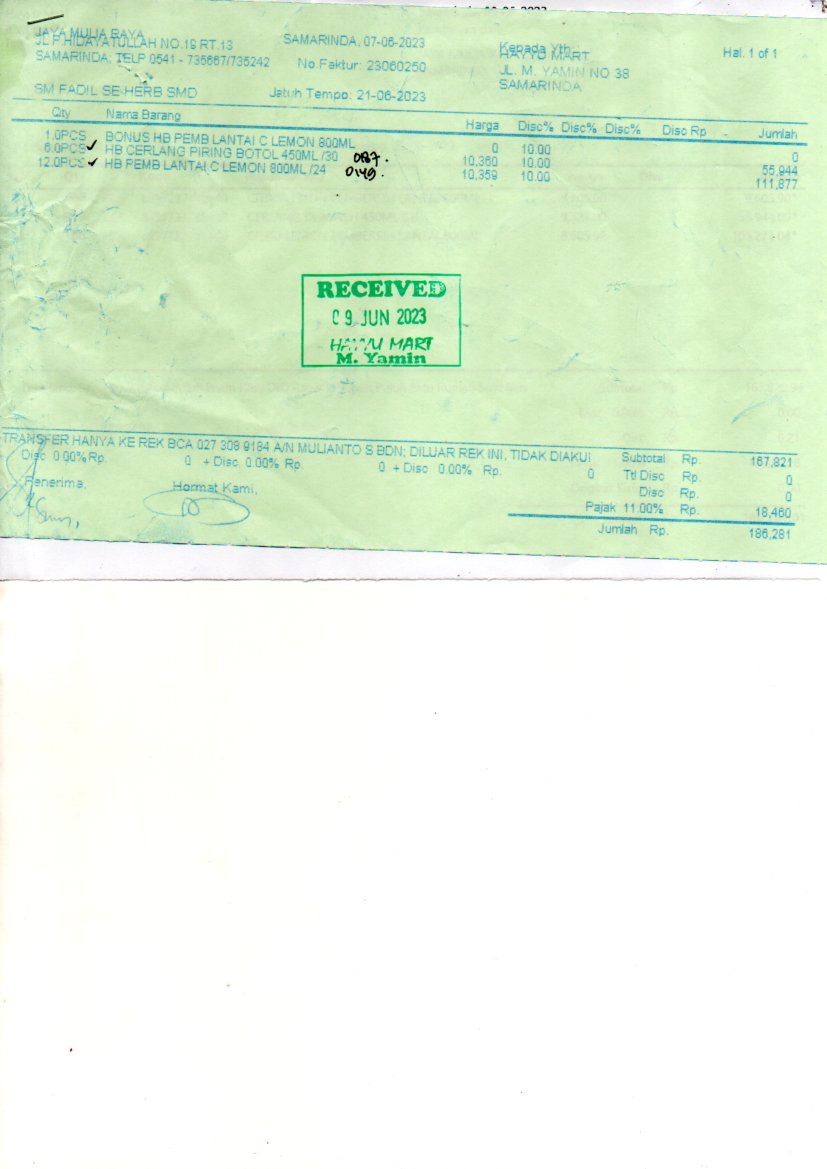 JAYA MULIA RAYA
JL.P.HIDAYATULLAH NO.19 RT.13
SAMARINDA; TELF 0541 - 735667/735242
SM FADIL SE-HERB SMD
SAMARINDA, 07-06-2023
No.Faktur: 23060250
Jatuh Tempo: 21-06-2023
Kepada Yth
HAYYU MART
JL. M. YAMIN NO 38
SAMARINDA
Hal. 1 of 1
Qty Nama Barang Harga Disc% Disc% Disc% Disc Rp Jumlah
1.0PCS BONUS HB PEMB LANTAI C LEMON 800ML 0 10.00 0
6.0PCS HB CERLANG PIRING BOTOL 450ML /30 087. 10,360 10.00 55,944
12.0PCS HB PEMB LANTAI C LEMON 800ML /24 0149. 10,359 10.00 111,877
RECEIVED
09 JUN 2023
HAYYU MART
M. Yamin
TRANSFER HANYA KE REK BCA 027 308 9184 A/N MULIANTO S BDN; DILUAR REK INI, TIDAK DIAKUI
Disc 0.00% Rp. 0 + Disc 0.00% Rp. 0 + Disc 0.00% Rp. 0
Penerima, Hormat Kami,
Subtotal Rp. 167,821
Ttl Disc Rp. 0
Disc Rp. 0
Pajak 11.00% Rp. 18,460
Jumlah Rp. 186,281